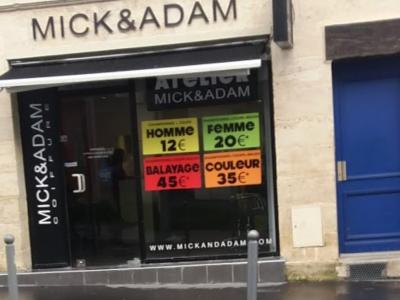 MICK&ADAM
ATELIER
MICK&ADAM
MICK&ADAM
COIFFURE
HOMME
12€*
FEMME
20€*
BALAYAGE
45€*
COULEUR
35€*
WWW.MICKANDADAM.COM